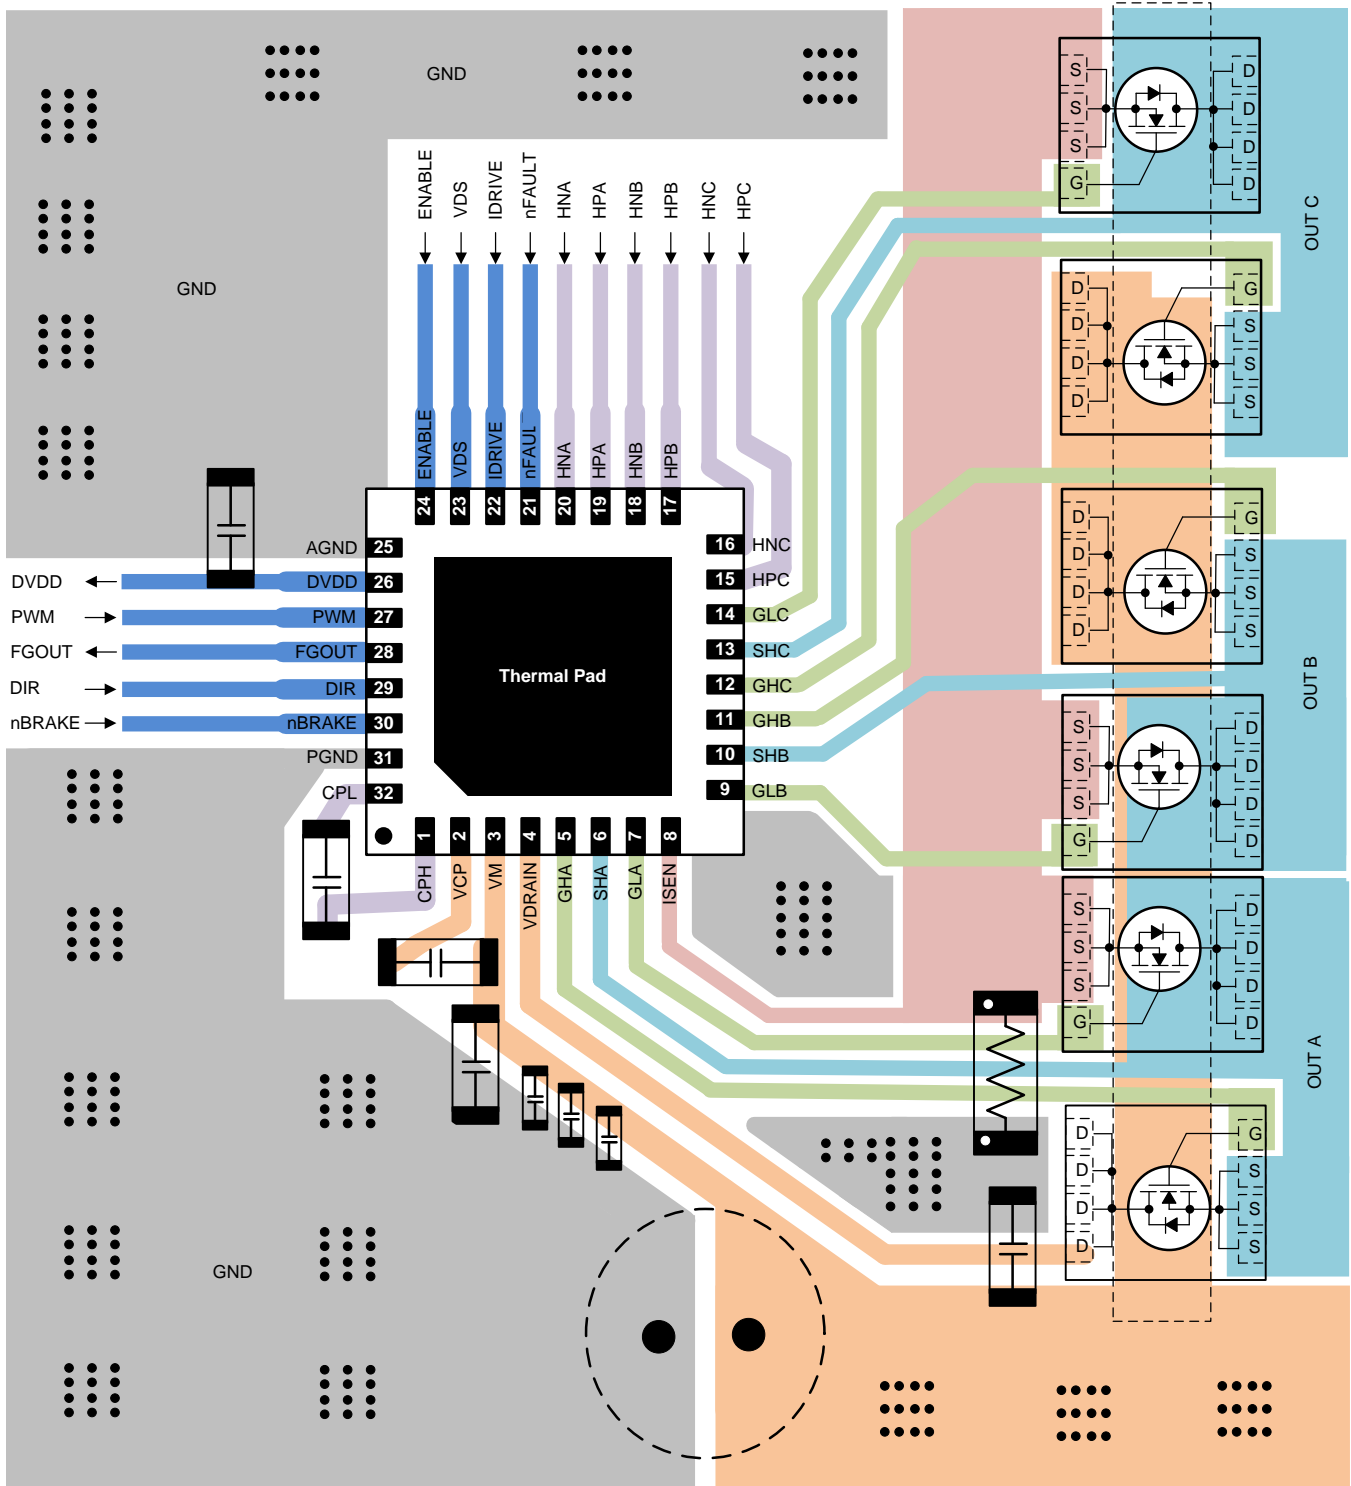 GND
GND
ENABLE
VDS
IDRIVE
nFAULT
HNA
HPA
HNB
HPB
HNC
HPC
ENABLE
VDS
IDRIVE
nFAUL
HNA
HPA
HNB
HPB
24
23
22
21
20
19
18
17
AGND 25
DVDD DVDD 26
PWM PWM 27
FGOUT FGOUT 28
DIR DIR 29
nBRAKE nBRAKE 30
PGND 31
CPL 32
Thermal Pad
16 HNC
15 HPC
14 GLC
13 SHC
12 GHC
11 GHB
10 SHB
9 GLB
1
2
3
4
5
6
7
8
CPH
VCP
VM
VDRAIN
GHA
SHA
GLA
ISEN
S D
S D
S D
G D
OUT C
D G
D S
D S
D S
D G
D S
D S
D S
OUT B
S D
S D
S D
G D
S D
S D
S D
G D
OUT A
D G
D S
D S
D S
GND